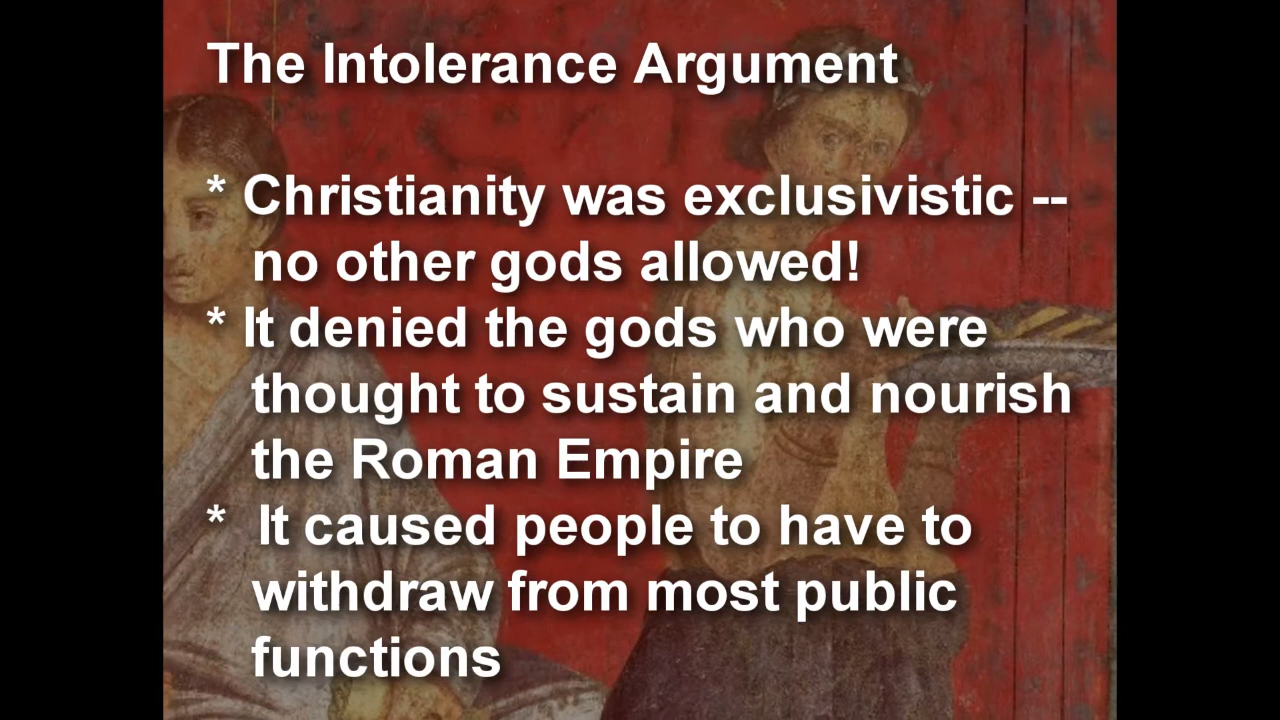 The Intolerance Argument
* Christianity was exclusivistic --
no other gods allowed!
* It denied the gods who were
thought to sustain and nourish
the Roman Empire
* It caused people to have to
withdraw from most public
functions